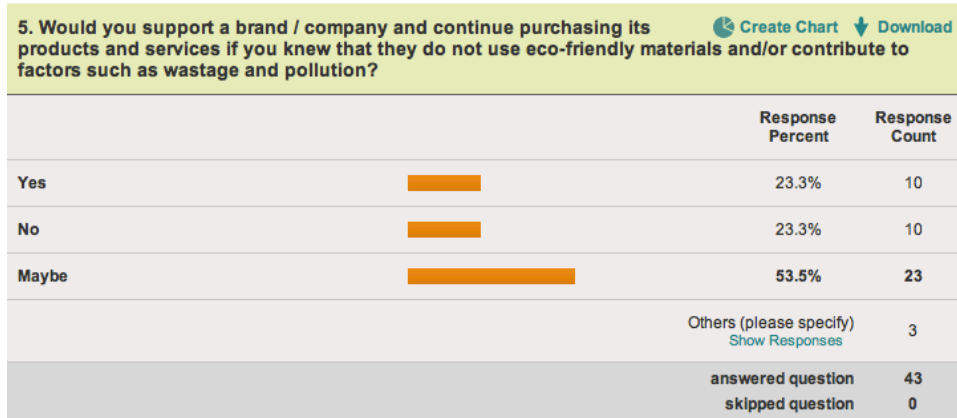 5. Would you support a brand / company and continue purchasing its
Create Chart Download
products and services if you knew that they do not use eco-friendly materials and/or contribute to
factors such as wastage and pollution?
Response Percent Response Count
Yes 23.3% 10
No 23.3% 10
Maybe 53.5% 23
Others (please specify) 3
Show Responses
answered question 43
skipped question 0